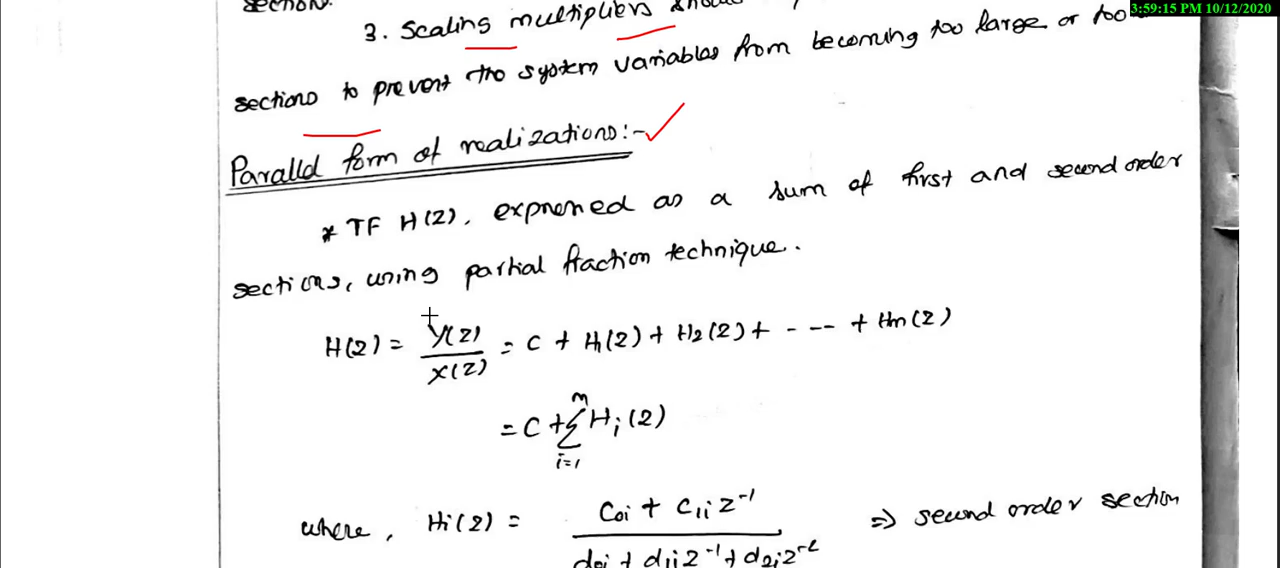 section.
3:59:15 PM 10/12/2020
3. Scaling multipliers
sections to prevent the system variables from becoming too large or too
Parallel form of realizations:-
* TF H(z), expressed as a sum of first and second order
sections, using partial fraction technique.
H(z) = Y(z)/X(z) = C + H1(z) + H2(z) + - -- + Hm(z)
= C + Σ_{i=1}^{m} Hi(z)
where, Hi(z) = (C0i + C1i z^-1)/(d0i + d1i z^-1 + d2i z^-2) ⇒ second order section